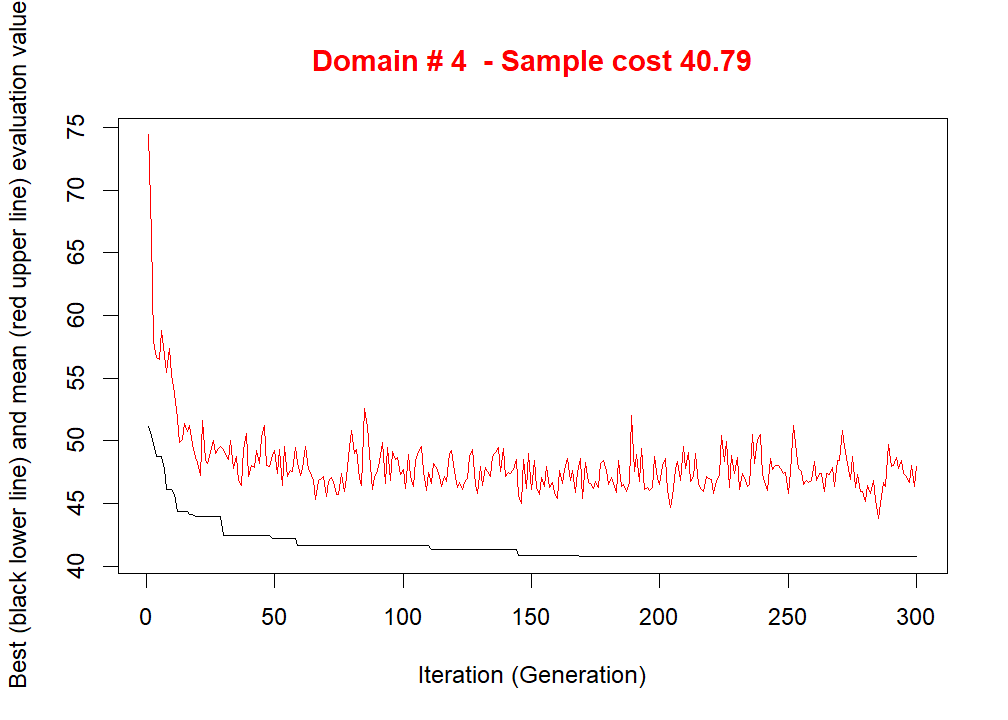 Domain # 4 - Sample cost 40.79
Best (black lower line) and mean (red upper line) evaluation value
75
70
65
60
55
50
45
40
0 50 100 150 200 250 300
Iteration (Generation)